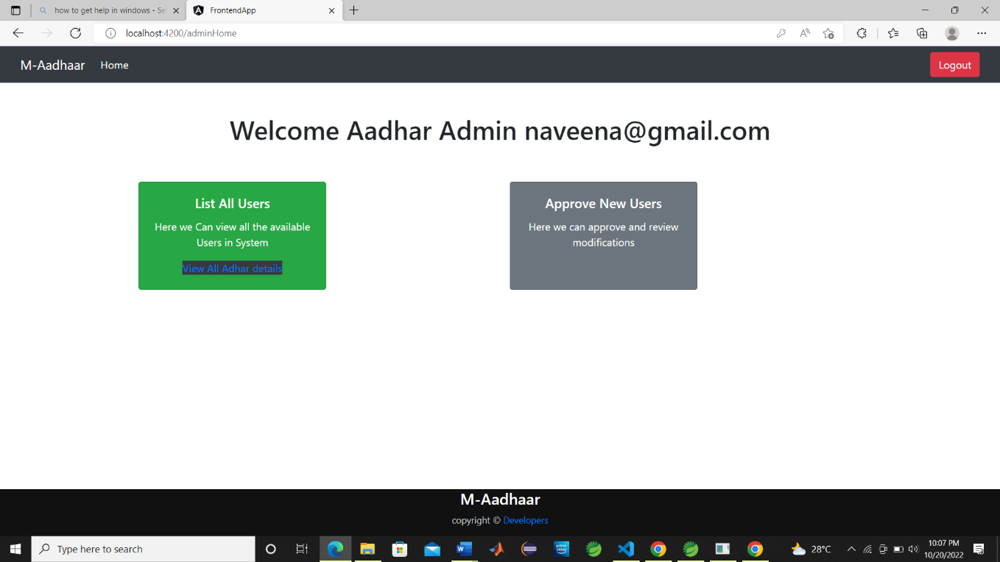 how to get help in windows - Se
FrontendApp
localhost:4200/adminHome
M-Aadhaar Home Logout
Welcome Aadhar Admin naveena@gmail.com
List All Users
Here we Can view all the available
Users in System
View All Adhar details
Approve New Users
Here we can approve and review
modifications
M-Aadhaar
copyright © Developers
Type here to search
28°C
10:07 PM
10/20/2022